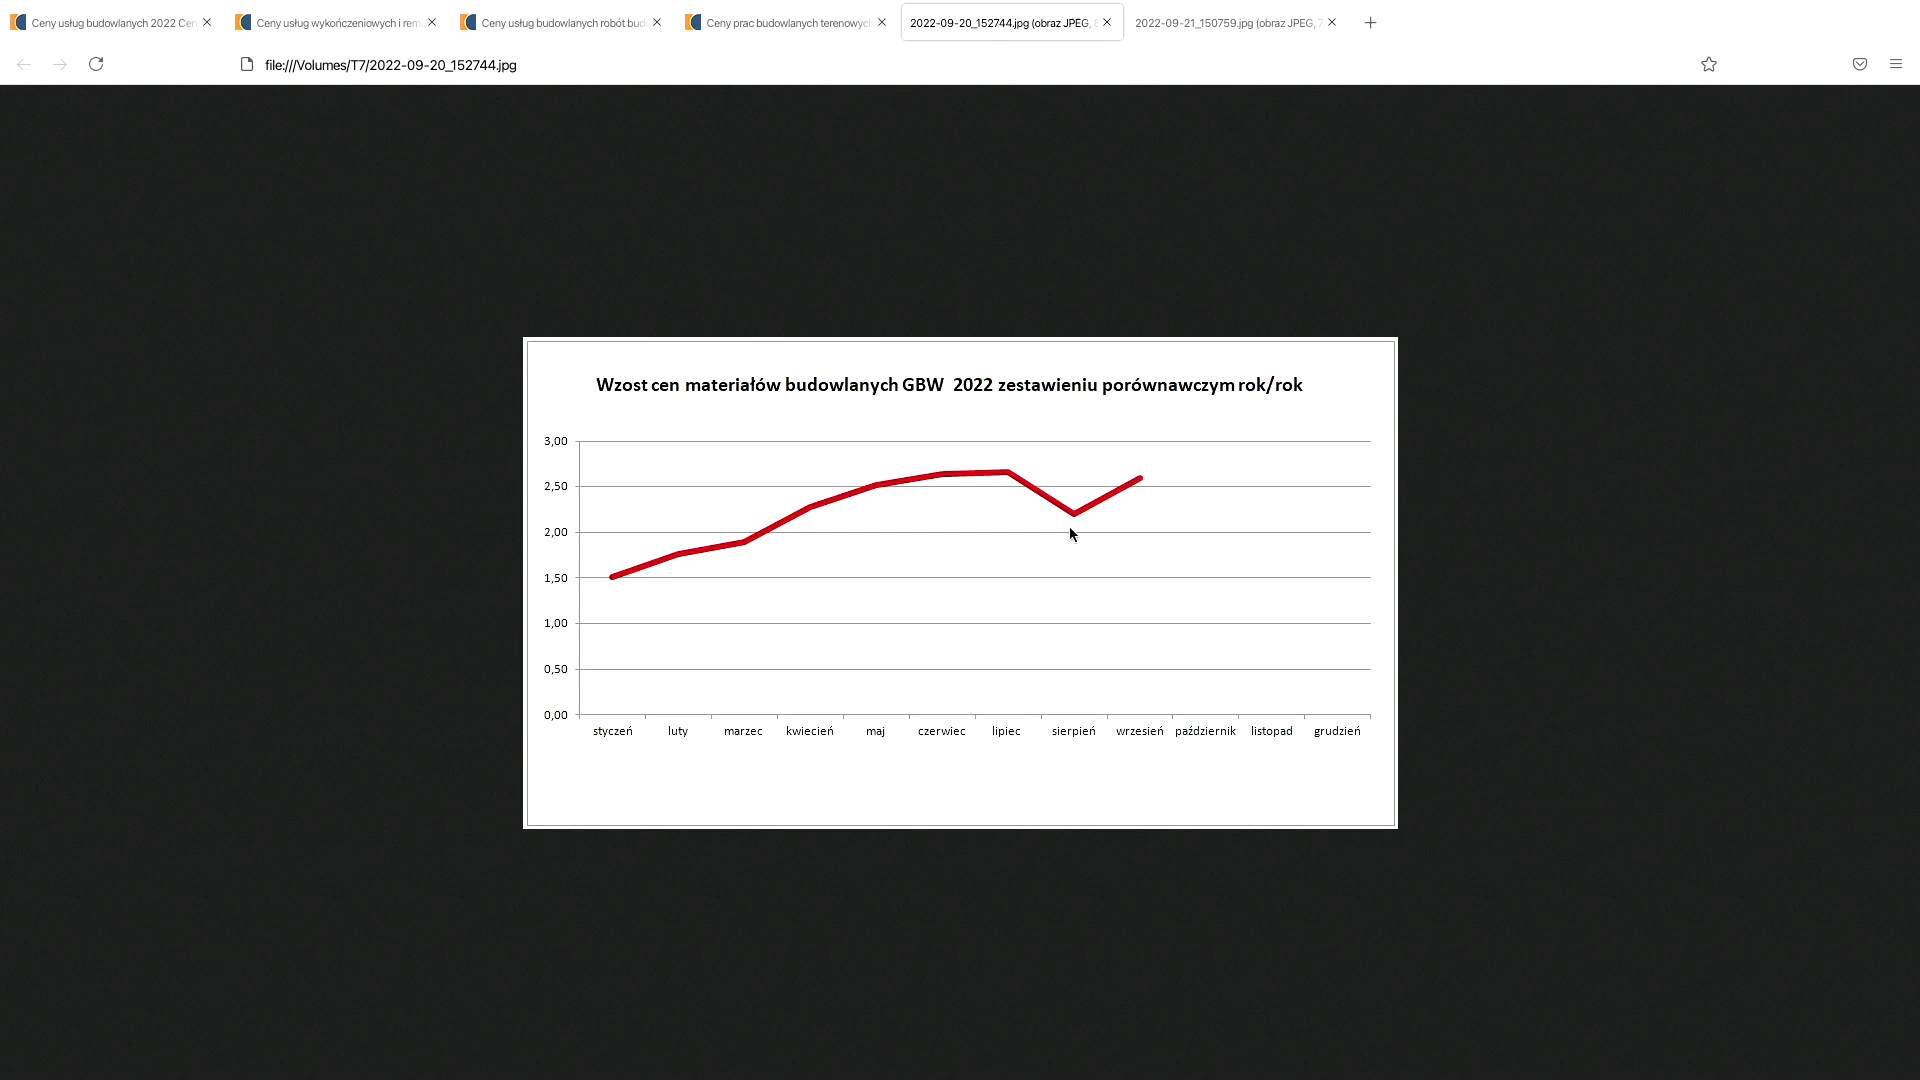 Ceny usług budowlanych 2022 Cen
Ceny usług wykończeniowych i rem
Ceny usług budowlanych robót bud
Ceny prac budowlanych terenowych
2022-09-20_152744.jpg (obraz JPEG,
2022-09-21_150759.jpg (obraz JPEG, 7
file:///Volumes/T7/2022-09-20_152744.jpg
Wzost cen materiałów budowlanych GBW 2022 zestawieniu porównawczym rok/rok
3,00
2,50
2,00
1,50
1,00
0,50
0,00
styczeń luty marzec kwiecień maj czerwiec lipiec sierpień wrzesień październik listopad grudzień